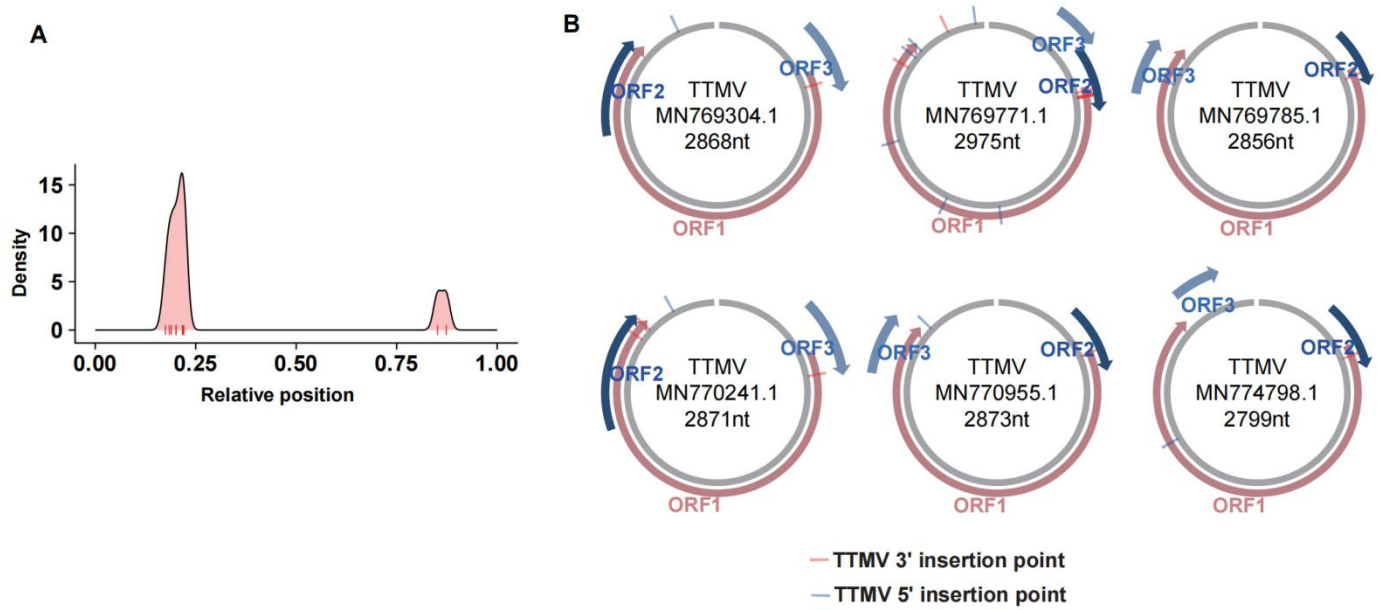 A
Density
15
10
5
0
0.00
0.25
0.50
0.75
1.00
Relative position
B
ORF2
ORF3
TTMV
MN769304.1
2868nt
ORF1
ORF3
ORF2
TTMV
MN769771.1
2975nt
ORF1
ORF3
ORF2
TTMV
MN769785.1
2856nt
ORF1
ORF3
ORF2
TTMV
MN770241.1
2871nt
ORF1
ORF3
ORF2
TTMV
MN770955.1
2873nt
ORF1
ORF3
ORF2
TTMV
MN774798.1
2799nt
ORF1
TTMV 3' insertion point
TTMV 5' insertion point